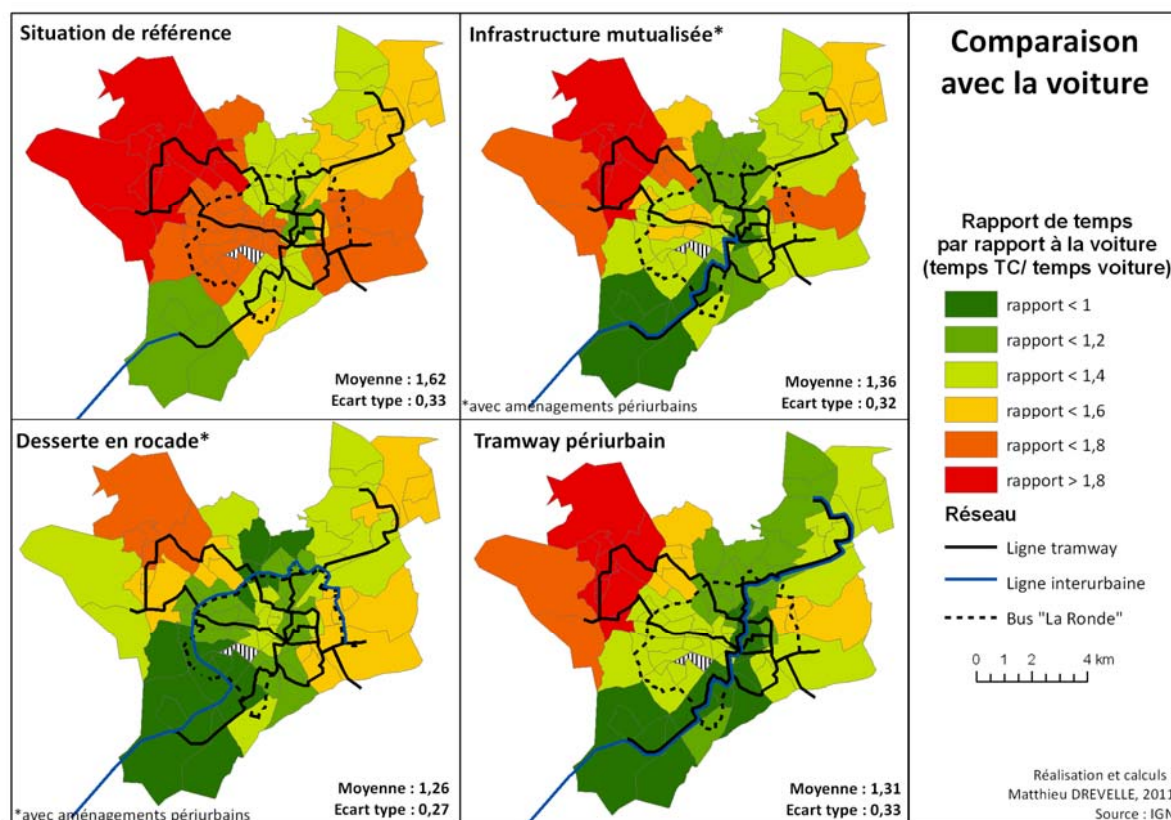 Situation de référence
Moyenne : 1,62
Ecart type : 0,33
Infrastructure mutualisée*
Moyenne : 1,36
*avec aménagements périurbains
Ecart type : 0,32
Desserte en rocade*
Moyenne : 1,26
*avec aménagements périurbains
Ecart type : 0,27
Tramway périurbain
Moyenne : 1,31
Ecart type : 0,33
Comparaison
avec la voiture
Rapport de temps
par rapport à la voiture
(temps TC/ temps voiture)
rapport < 1
rapport < 1,2
rapport < 1,4
rapport < 1,6
rapport < 1,8
rapport > 1,8
Réseau
Ligne tramway
Ligne interurbaine
Bus "La Ronde"
0 1 2 4 km
Réalisation et calculs :
Matthieu DREVELLE, 2011
Source : IGN